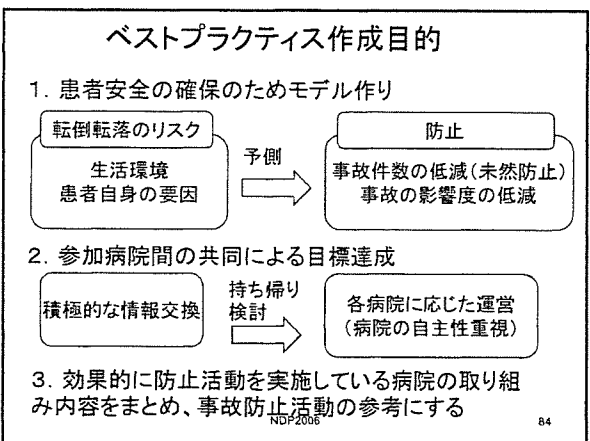 ベストプラクティス作成目的
1. 患者安全の確保のためモデル作り
転倒転落のリスク
生活環境
患者自身の要因
予側
防止
事故件数の低減(未然防止)
事故の影響度の低減
2. 参加病院間の共同による目標達成
積極的な情報交換
持ち帰り
検討
各病院に応じた運営
(病院の自主性重視)
3. 効果的に防止活動を実施している病院の取り組
み内容をまとめ、事故防止活動の参考にする
NDP2006
84